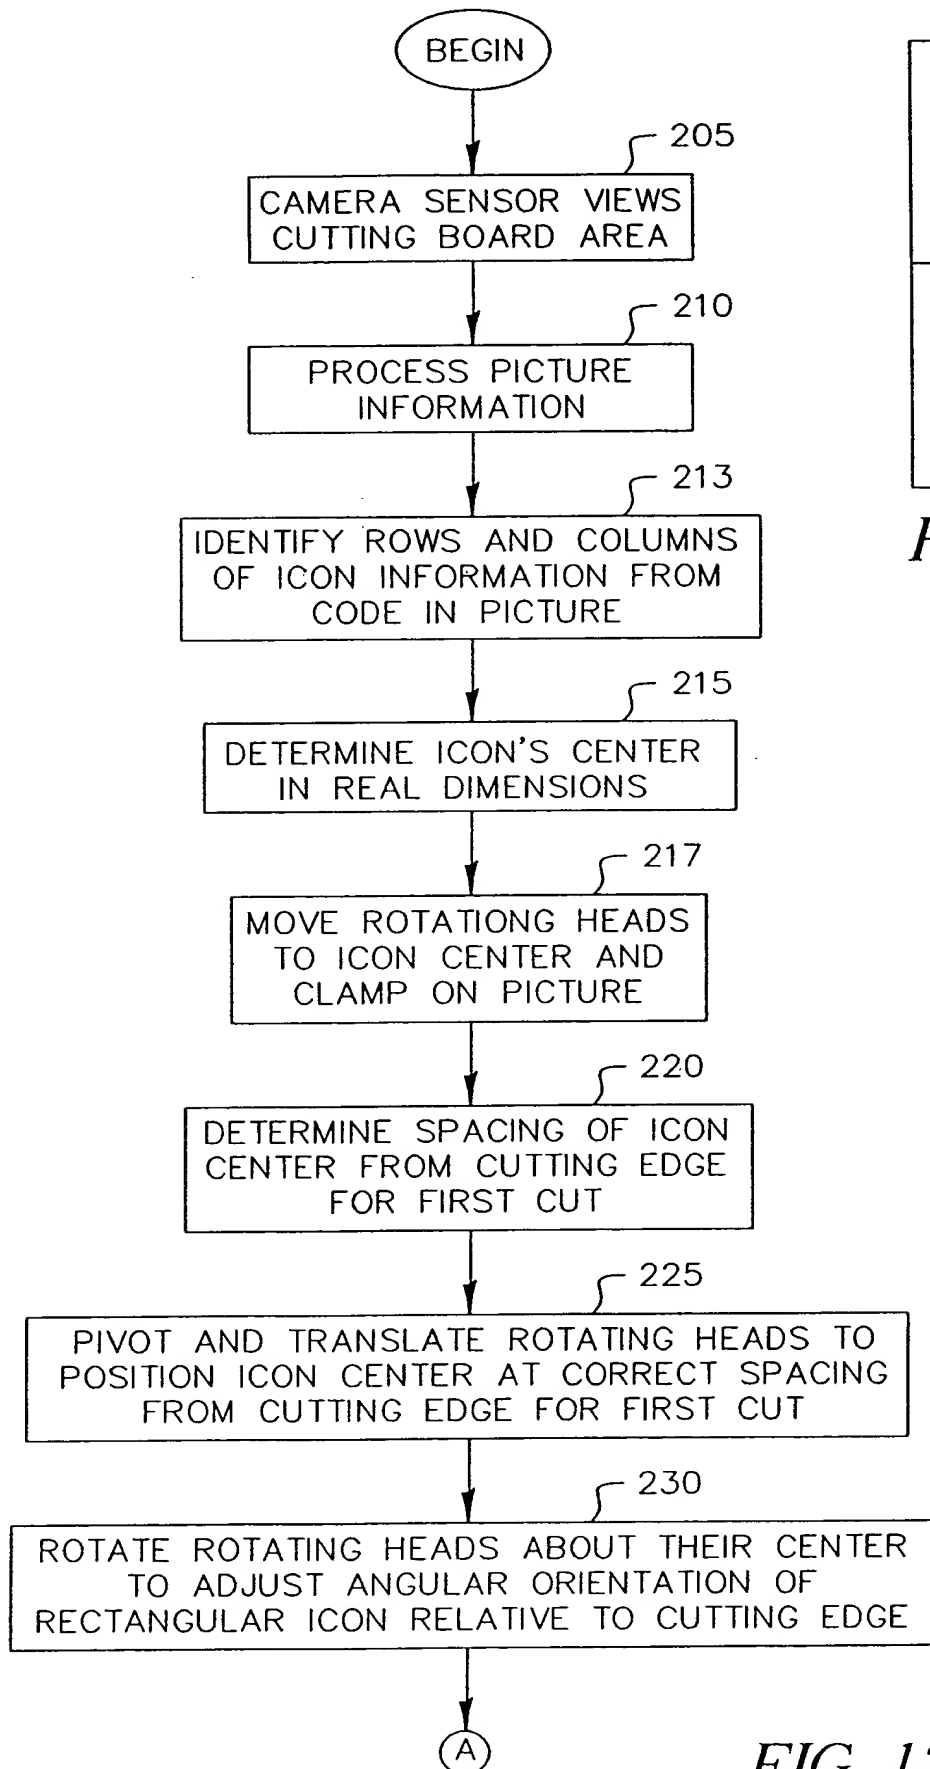 BEGIN
205
CAMERA SENSOR VIEWS
CUTTING BOARD AREA
210
PROCESS PICTURE
INFORMATION
213
IDENTIFY ROWS AND COLUMNS
OF ICON INFORMATION FROM
CODE IN PICTURE
215
DETERMINE ICON'S CENTER
IN REAL DIMENSIONS
217
MOVE ROTATIONG HEADS
TO ICON CENTER AND
CLAMP ON PICTURE
220
DETERMINE SPACING OF ICON
CENTER FROM CUTTING EDGE
FOR FIRST CUT
225
PIVOT AND TRANSLATE ROTATING HEADS TO
POSITION ICON CENTER AT CORRECT SPACING
FROM CUTTING EDGE FOR FIRST CUT
230
ROTATE ROTATING HEADS ABOUT THEIR CENTER
TO ADJUST ANGULAR ORIENTATION OF
RECTANGULAR ICON RELATIVE TO CUTTING EDGE
A
FIG.